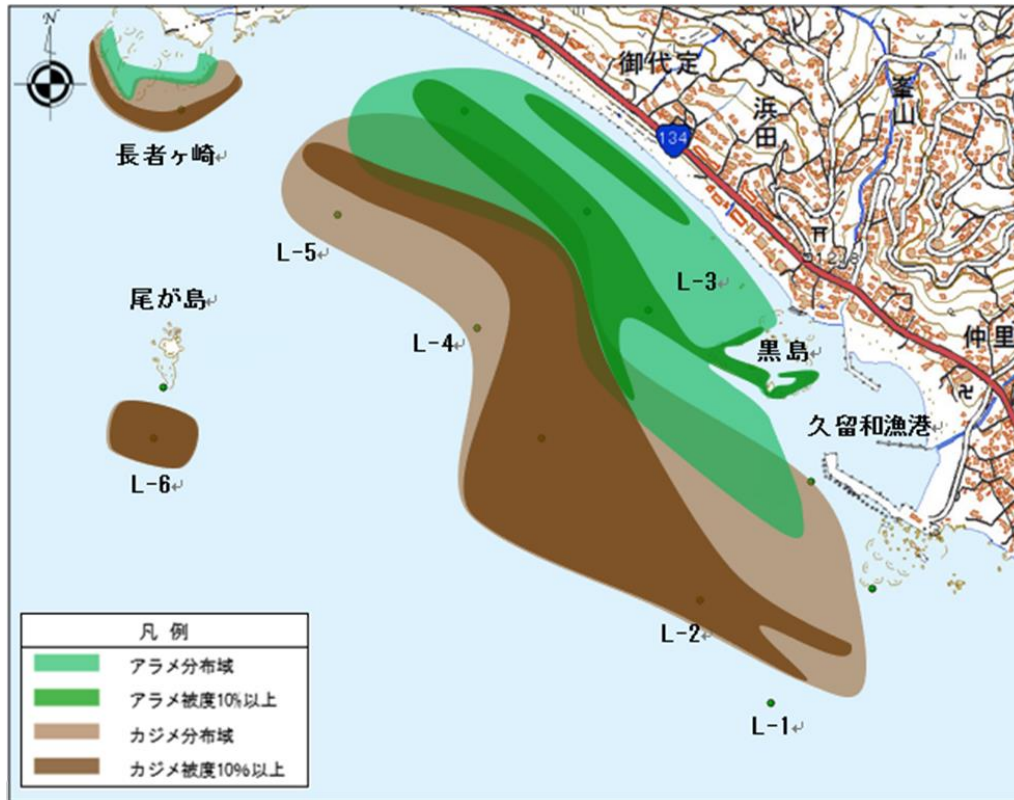 N
御代定
浜田
峯山
134
長者ヶ崎
L-5
L-3
尾が島
L-4
黒島
仲里
久留和漁港
L-6
L-2
L-1
凡 例
アラメ分布域
アラメ被度10%以上
カジメ分布域
カジメ被度10%以上